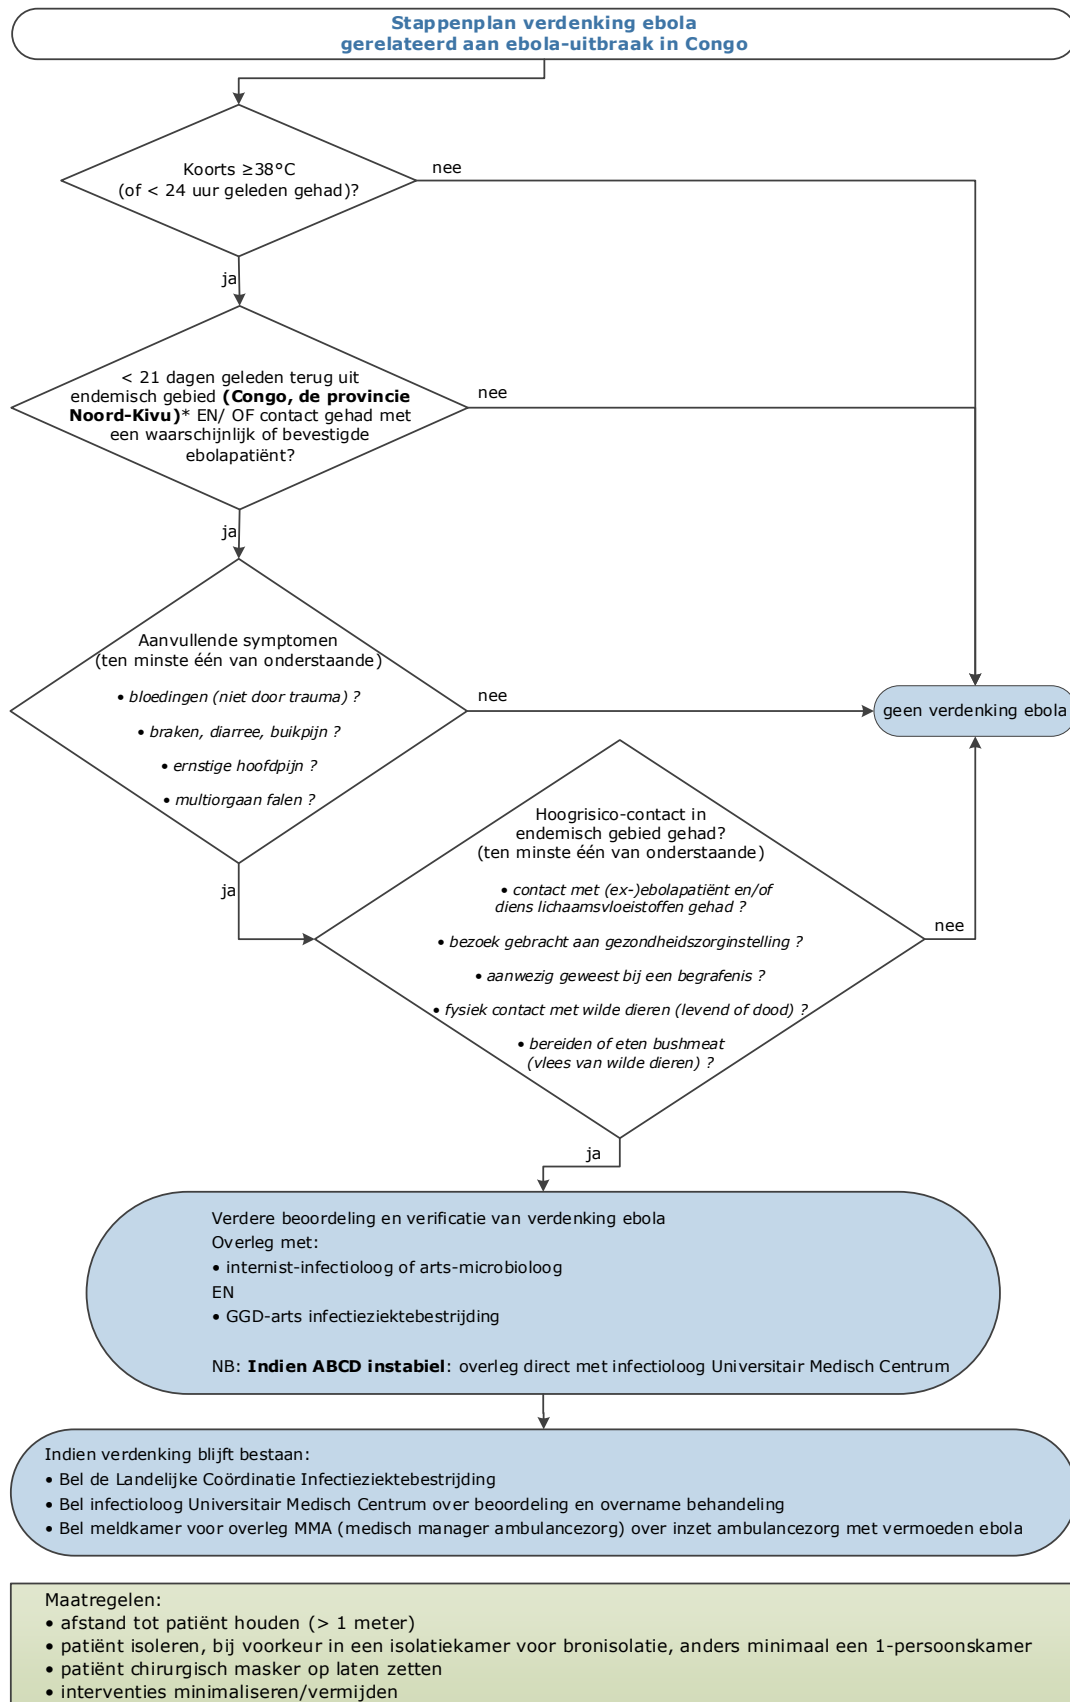 Stappenplan verdenking ebola
gerelateerd aan ebola-uitbraak in Congo
Koorts ≥38°C
(of < 24 uur geleden gehad)?
nee
ja
< 21 dagen geleden terug uit
endemisch gebied (Congo, de provincie
Noord-Kivu)* EN/ OF contact gehad met
een waarschijnlijk of bevestigde
ebolapatiënt?
nee
ja
Aanvullende symptomen
(ten minste één van onderstaande)
• bloedingen (niet door trauma) ?
• braken, diarree, buikpijn ?
• ernstige hoofdpijn ?
• multiorgaan falen ?
nee
geen verdenking ebola
ja
Hoogrisico-contact in
endemisch gebied gehad?
(ten minste één van onderstaande)
• contact met (ex-)ebolapatiënt en/of
diens lichaamsvloeistoffen gehad ?
• bezoek gebracht aan gezondheidszorginstelling ?
• aanwezig geweest bij een begrafenis ?
• fysiek contact met wilde dieren (levend of dood) ?
• bereiden of eten bushmeat
(vlees van wilde dieren) ?
nee
ja
Verdere beoordeling en verificatie van verdenking ebola
Overleg met:
• internist-infectioloog of arts-microbioloog
EN
• GGD-arts infectieziektebestrijding
NB: Indien ABCD instabiel: overleg direct met infectioloog Universitair Medisch Centrum
Indien verdenking blijft bestaan:
• Bel de Landelijke Coördinatie Infectieziektebestrijding
• Bel infectioloog Universitair Medisch Centrum over beoordeling en overname behandeling
• Bel meldkamer voor overleg MMA (medisch manager ambulancezorg) over inzet ambulancezorg met vermoeden ebola
Maatregelen:
• afstand tot patiënt houden (> 1 meter)
• patiënt isoleren, bij voorkeur in een isolatiekamer voor bronisolatie, anders minimaal een 1-persoonskamer
• patiënt chirurgisch masker op laten zetten
• interventies minimaliseren/vermijden